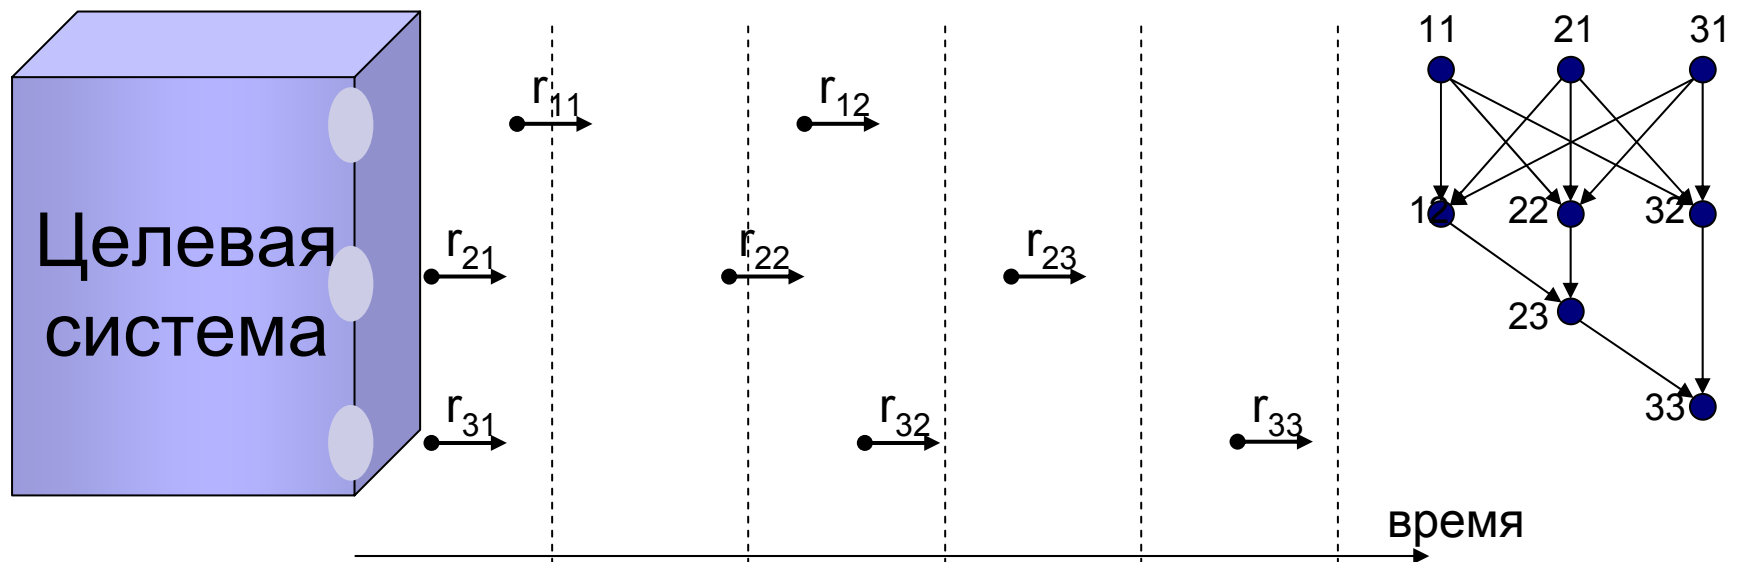 11 21 31
r11 r12
12 22 32
Целевая
система
r21 r22 r23
23
r31 r32 r33
33
время